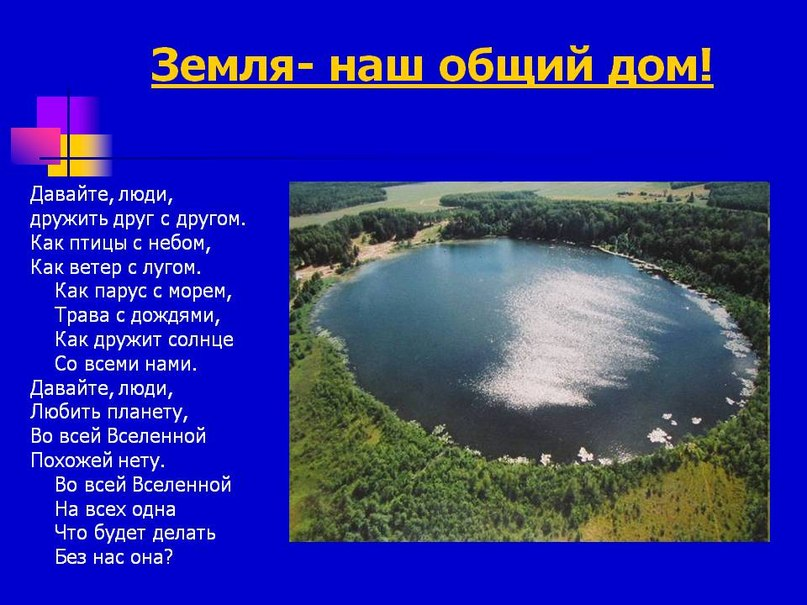 Земля- наш общий дом!
Давайте, люди,
дружить друг с другом.
Как птицы с небом,
Как ветер с лугом.
Как парус с морем,
Трава с дождями,
Как дружит солнце
Со всеми нами.
Давайте, люди,
Любить планету,
Во всей Вселенной
Похожей нету.
Во всей Вселенной
На всех одна
Что будет делать
Без нас она?